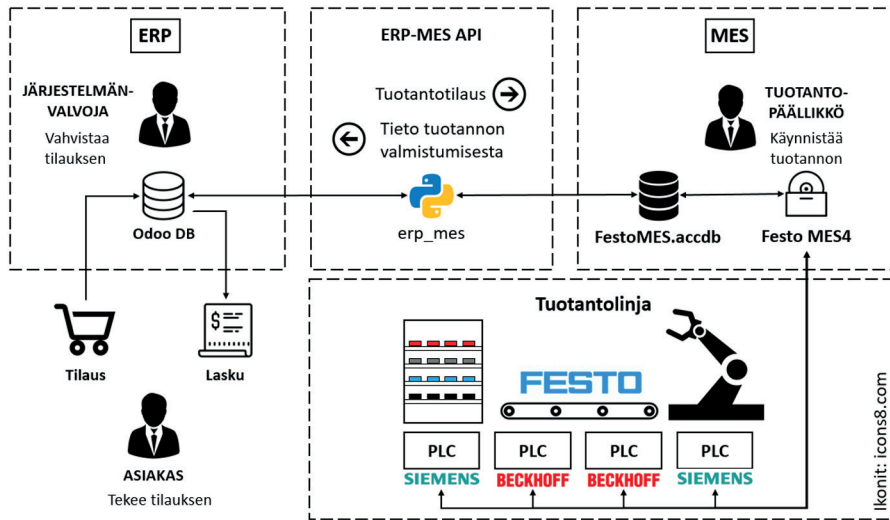 ERP
JÄRJESTELMÄN-
VALVOJA
Vahvistaa
tilauksen
Odoo DB
Tilaus
Lasku
ASIAKAS
Tekee tilauksen
ERP-MES API
Tuotantotilaus
Tieto tuotannon
valmistumisesta
erp_mes
MES
TUOTANTO-
PÄÄLLIKKÖ
Käynnistää
tuotannon
FestoMES.accdb
Festo MES4
Tuotantolinja
FESTO
PLC PLC PLC PLC
SIEMENS BECKHOFF BECKHOFF SIEMENS
Ikonit: icons8.com